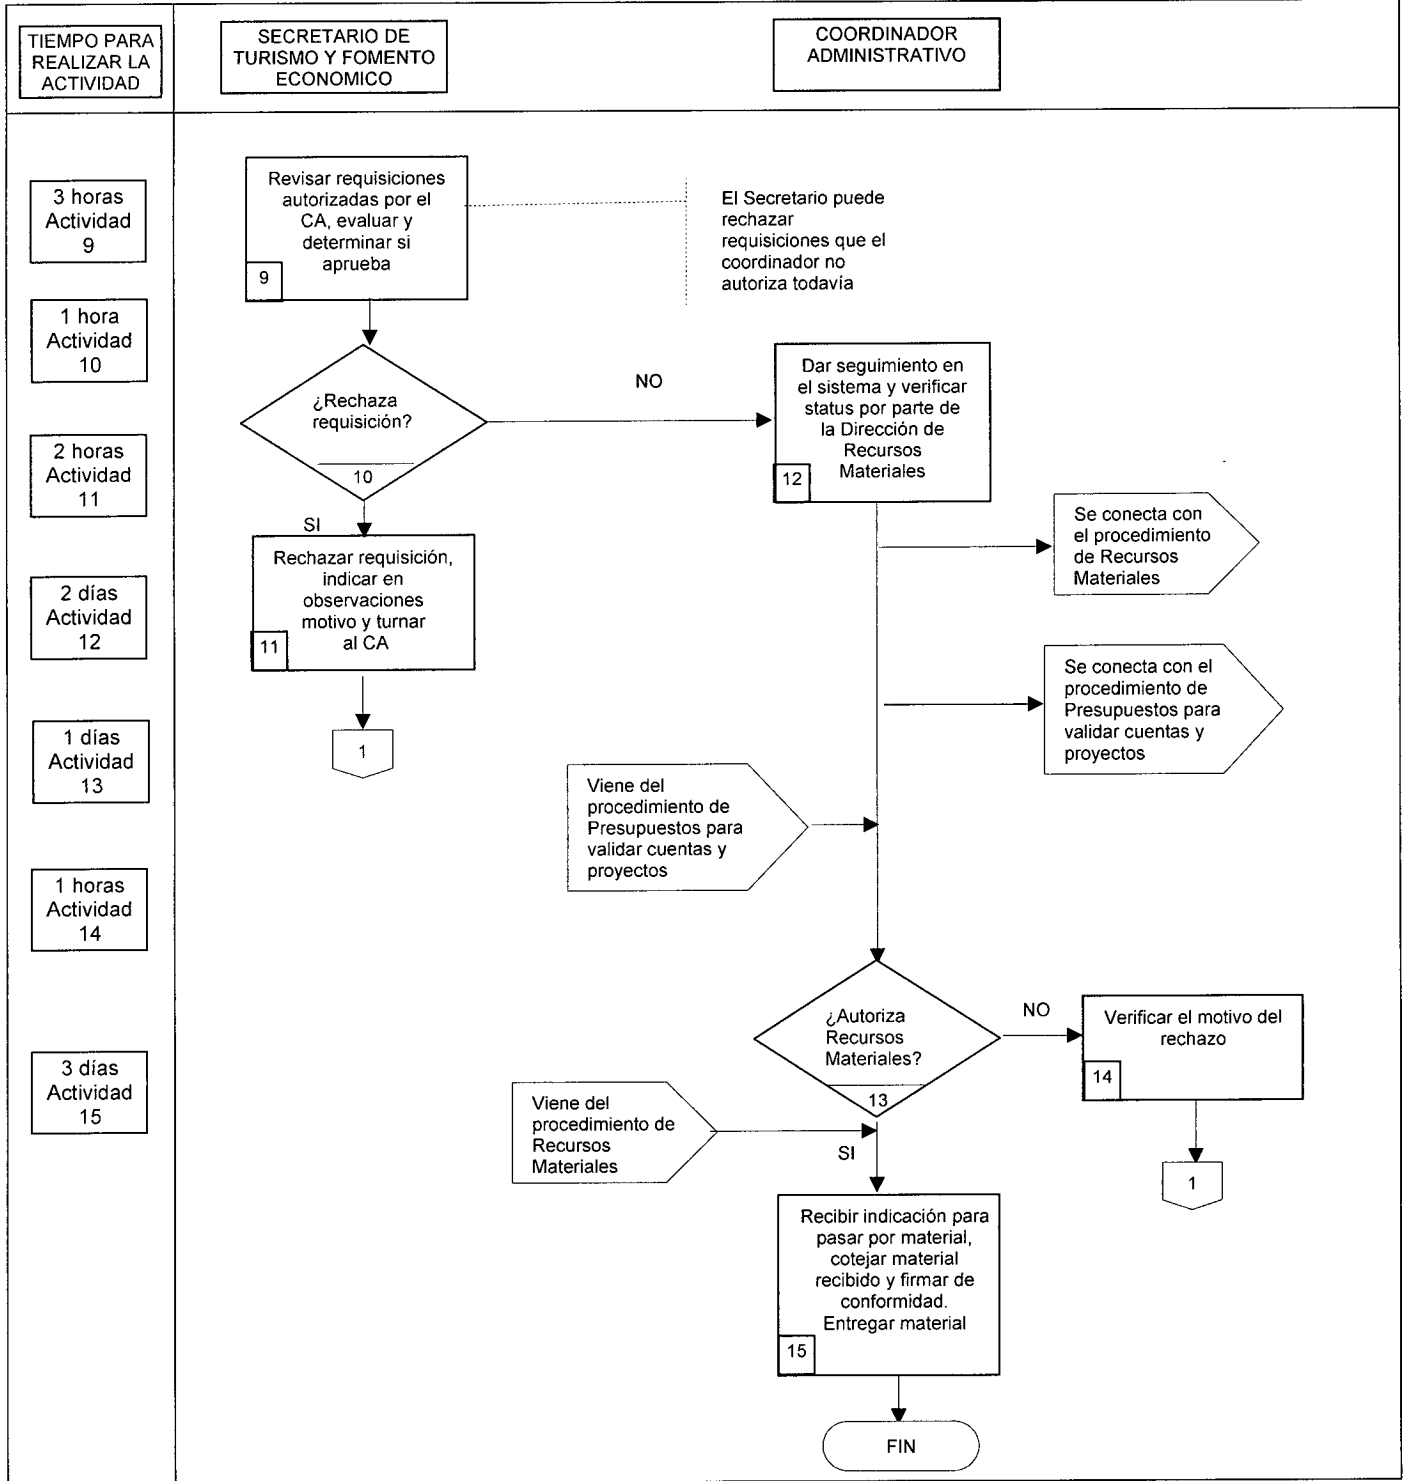 TIEMPO PARA
REALIZAR LA
ACTIVIDAD
SECRETARIO DE
TURISMO Y FOMENTO
ECONOMICO
COORDINADOR
ADMINISTRATIVO
3 horas
Actividad
9
1 hora
Actividad
10
2 horas
Actividad
11
2 días
Actividad
12
1 días
Actividad
13
1 horas
Actividad
14
3 días
Actividad
15
Revisar requisiciones
autorizadas por el
CA, evaluar y
determinar si
aprueba
9
El Secretario puede
rechazar
requisiciones que el
coordinador no
autoriza todavía
¿Rechaza
requisición?
10
NO
SI
Rechazar requisición,
indicar en
observaciones
motivo y turnar
al CA
11
1
Dar seguimiento en
el sistema y verificar
status por parte de
la Dirección de
Recursos
Materiales
12
Se conecta con
el procedimiento
de Recursos
Materiales
Se conecta con el
procedimiento de
Presupuestos para
validar cuentas y
proyectos
Viene del
procedimiento de
Presupuestos para
validar cuentas y
proyectos
¿Autoriza
Recursos
Materiales?
13
NO
Verificar el motivo del
rechazo
14
1
Viene del
procedimiento de
Recursos
Materiales
SI
Recibir indicación para
pasar por material,
cotejar material
recibido y firmar de
conformidad.
Entregar material
15
FIN